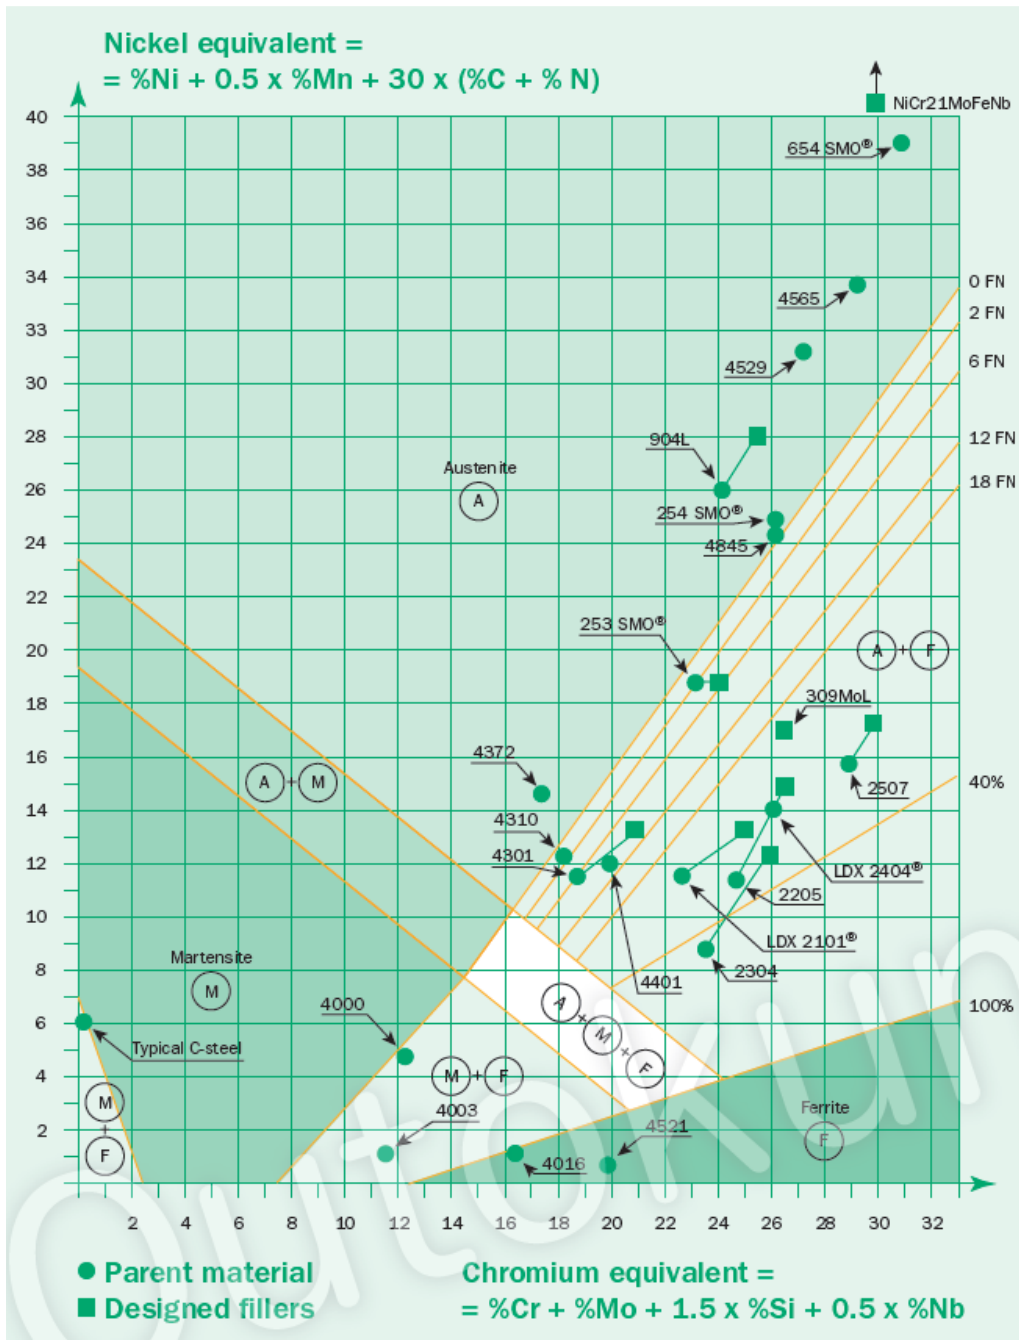 Nickel equivalent =
= %Ni + 0.5 x %Mn + 30 x (%C + % N)
NiCr21MoFeNb
40
654 SMO®
38
36
34
0 FN
4565
2 FN
33
6 FN
4529
30
28
904L
12 FN
Austenite
18 FN
26
A
254 SMO®
24
4845
22
253 SMO®
20
A + F
18
309MoL
4372
16
A + M
2507
40%
14
4310
4301
12
LDX 2404®
2205
10
LDX 2101®
Martensite
2304
8
M
4401
4000
A + M + F
100%
6
Typical C-steel
4
M + F
M
+
F
4003
Ferrite
F
2
4521
4016
2 4 6 8 10 12 14 16 18 20 22 24 26 28 30 32
Parent material
Designed fillers
Chromium equivalent =
= %Cr + %Mo + 1.5 x %Si + 0.5 x %Nb
outokun